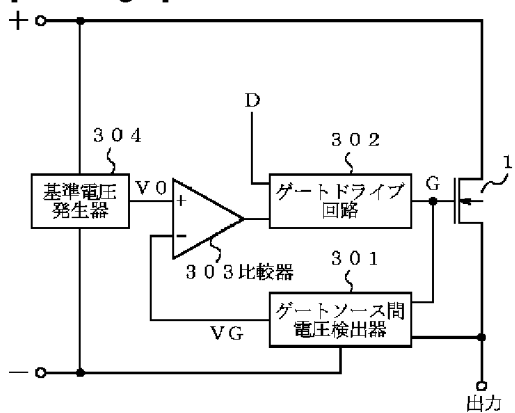 +
D
304
302
1
基準電圧
発生器
V0
+
−
ゲートドライブ
回路
G
303比較器
301
ゲートソース間
電圧検出器
VG
−
出力